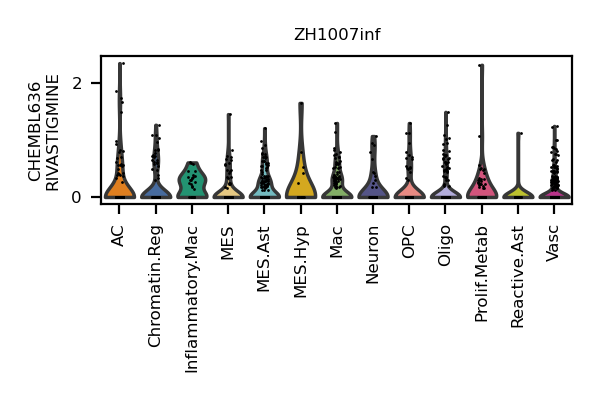 ZH1007inf
CHEMBL636
RIVASTIGMINE
2
0
AC
Chromatin.Reg
Inflammatory.Mac
MES
MES.Ast
MES.Hyp
Mac
Neuron
OPC
Oligo
Prolif.Metab
Reactive.Ast
Vasc